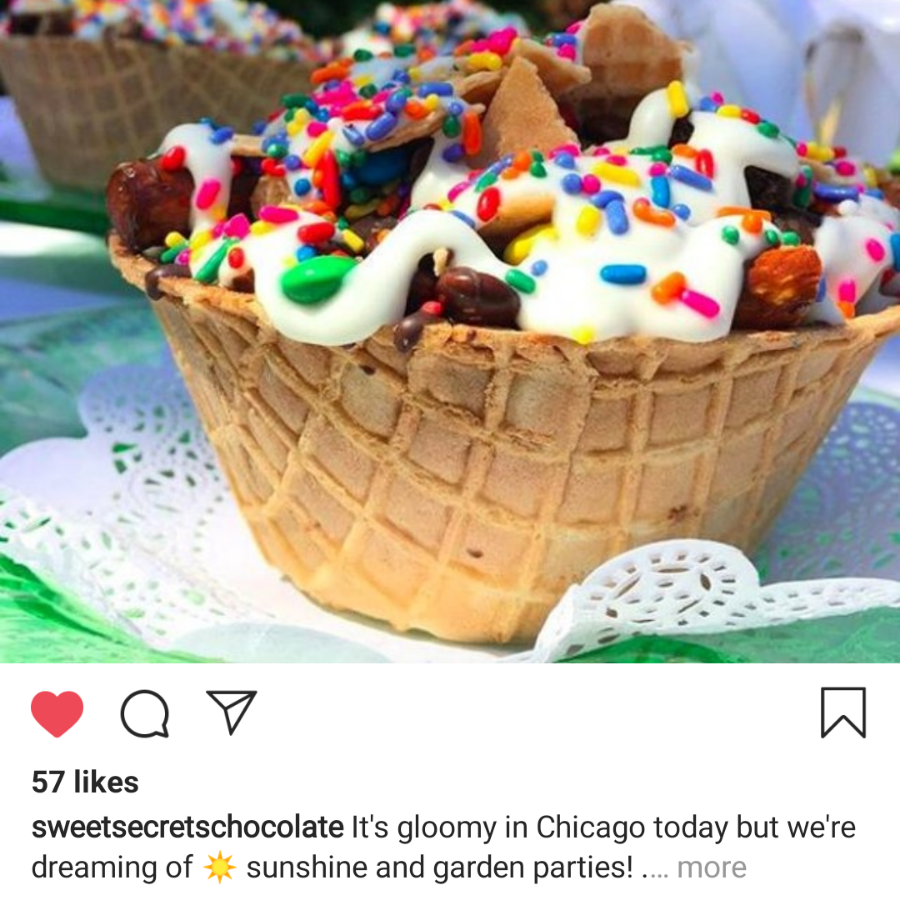 57 likes
sweetsecretschocolate It's gloomy in Chicago today but we're
dreaming of ☀️ sunshine and garden parties! .... more